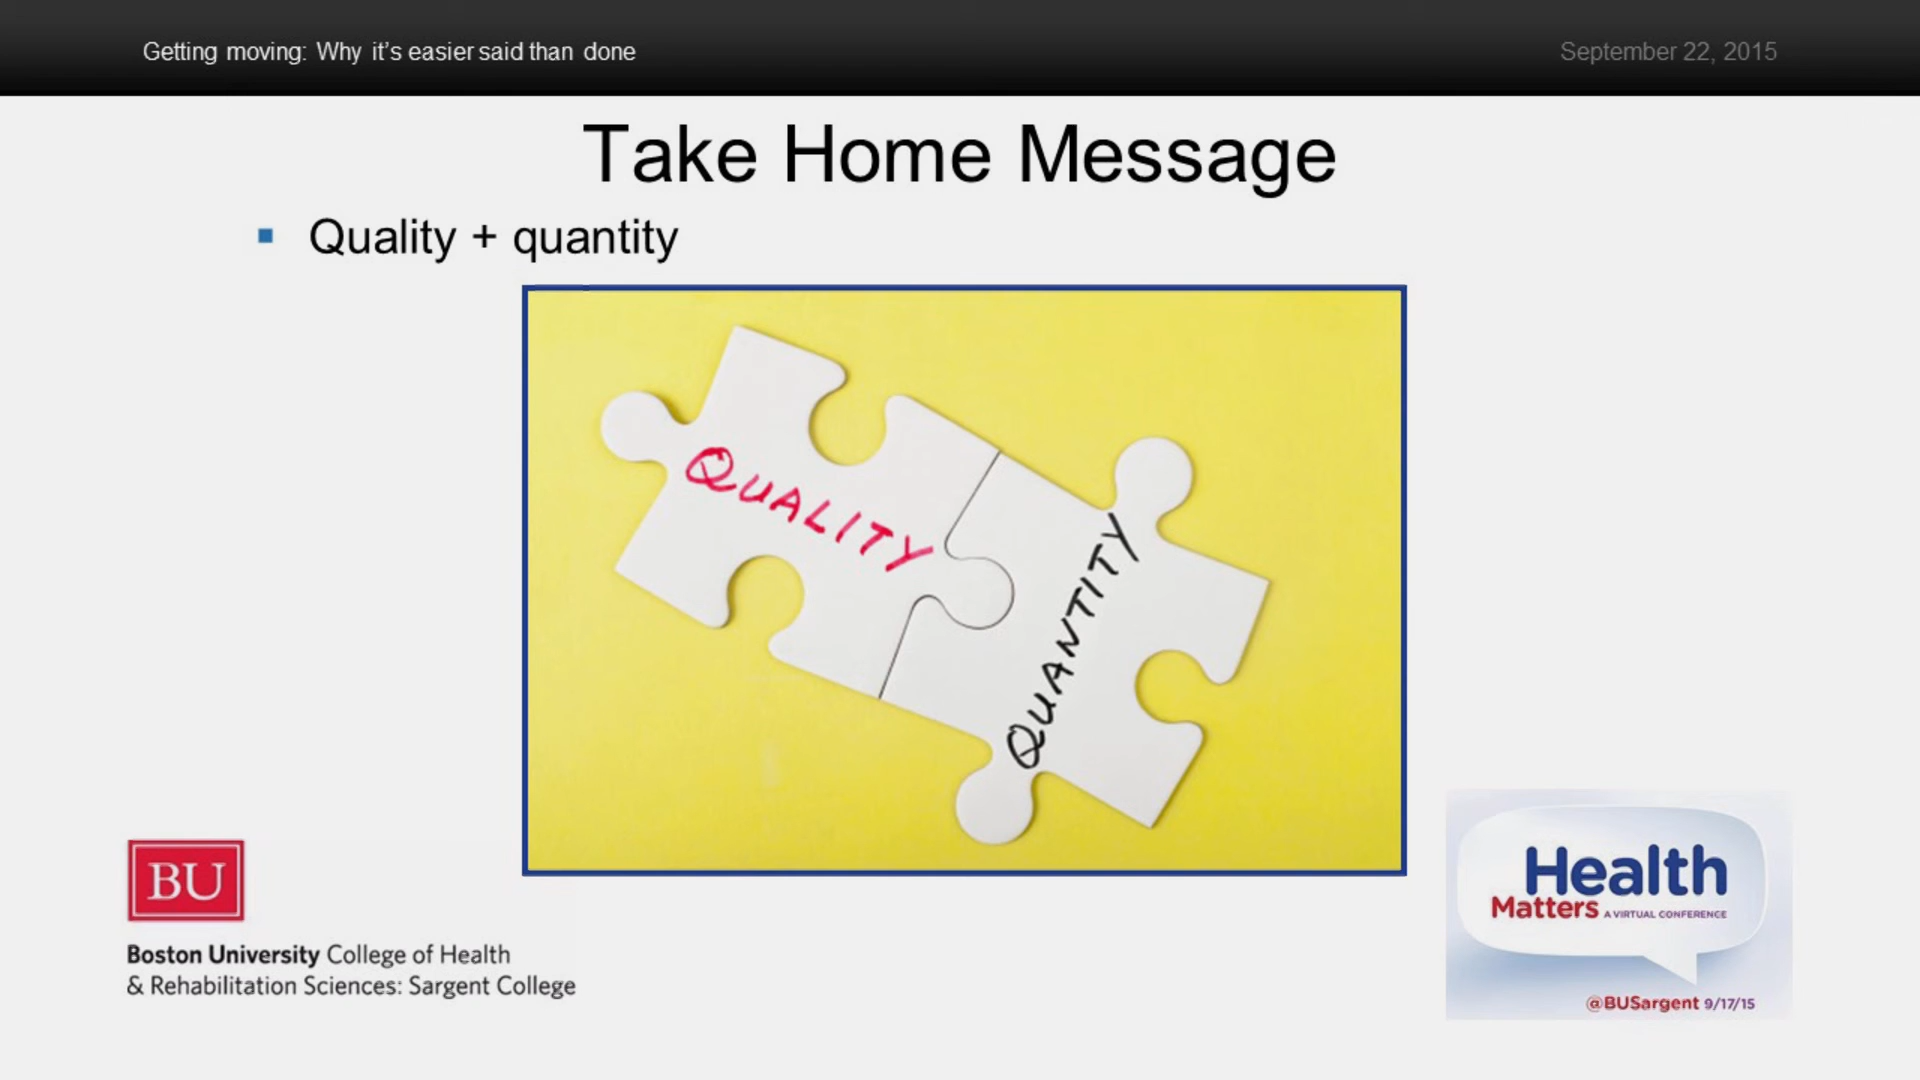 Getting moving: Why it's easier said than done
September 22, 2015
Take Home Message
Quality + quantity
QUALITY
QUANTITY
BU
Boston University College of Health
& Rehabilitation Sciences: Sargent College
Health
Matters A VIRTUAL CONFERENCE
@BUSargent 9/17/15